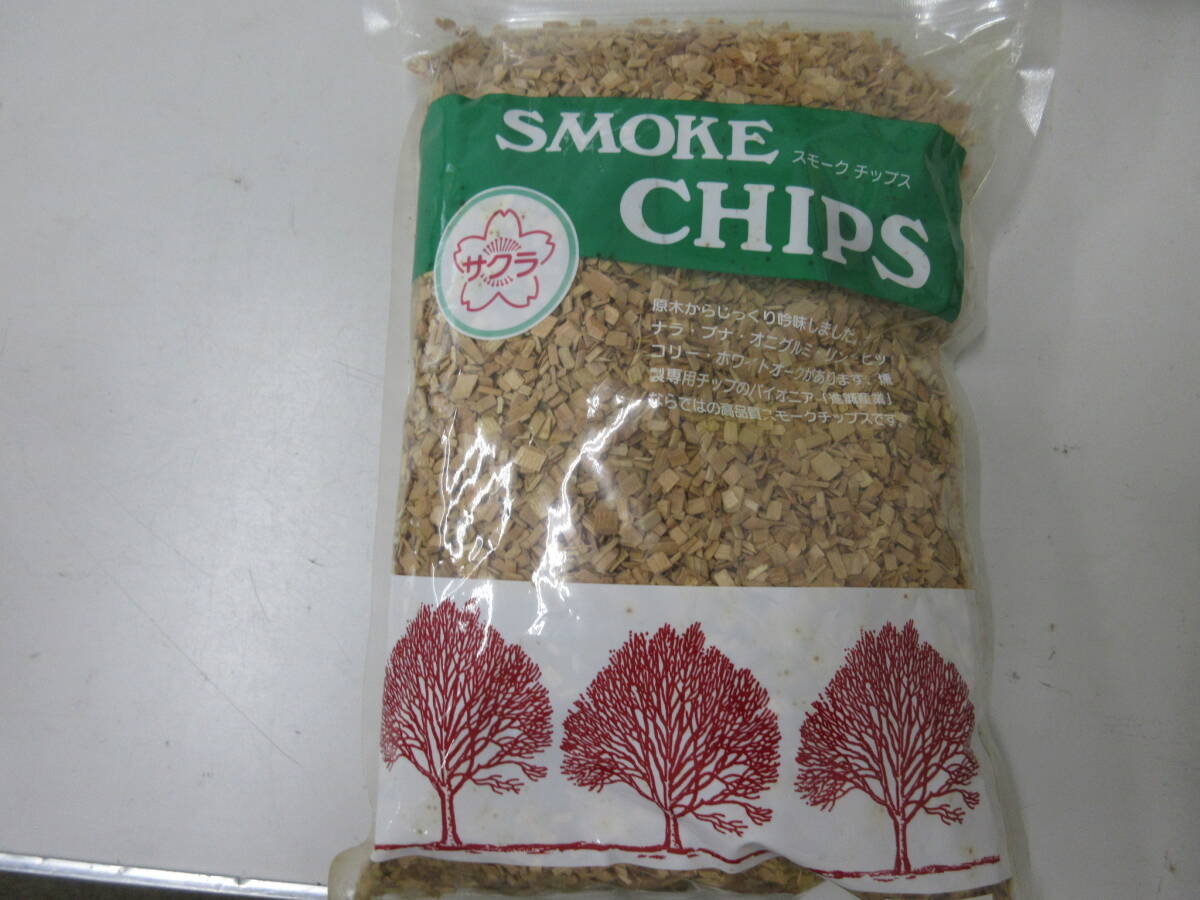 SMOKE
スモーク チップス
CHIPS
サクラ
原木からじっくり吟味しました
ナラ・ブナ・オニグルミ・リンゴ・ヒッ
コリー・ホワイトオークがあります。燻
製専用チップのパイオニア「進誠産業」
ならではの高品質スモークチップスです。